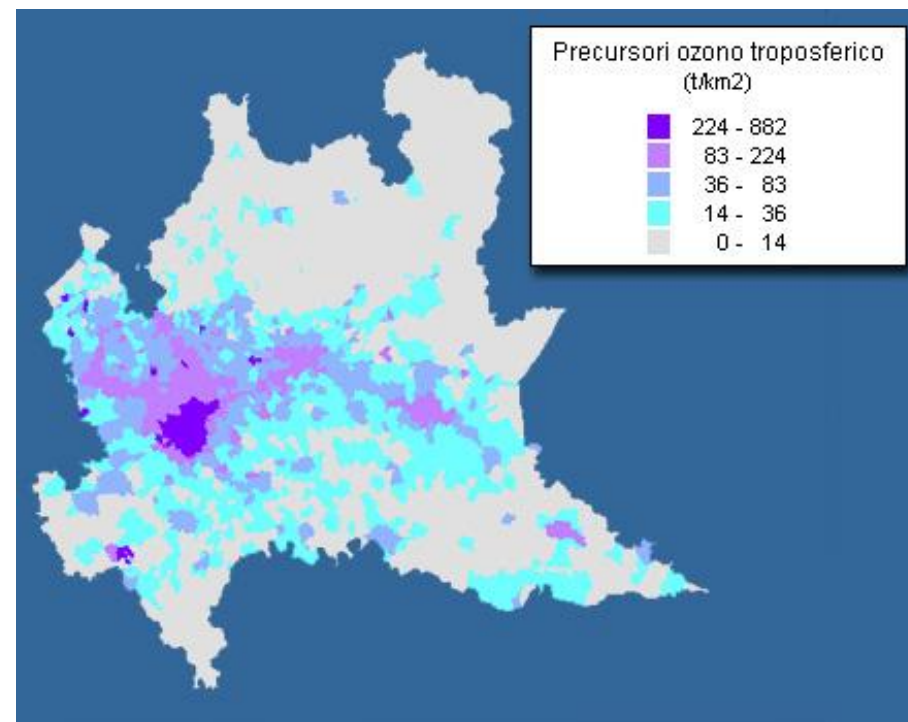 Precursori ozono troposferico
(t/km2)
224 - 882
83 - 224
36 - 83
14 - 36
0 - 14